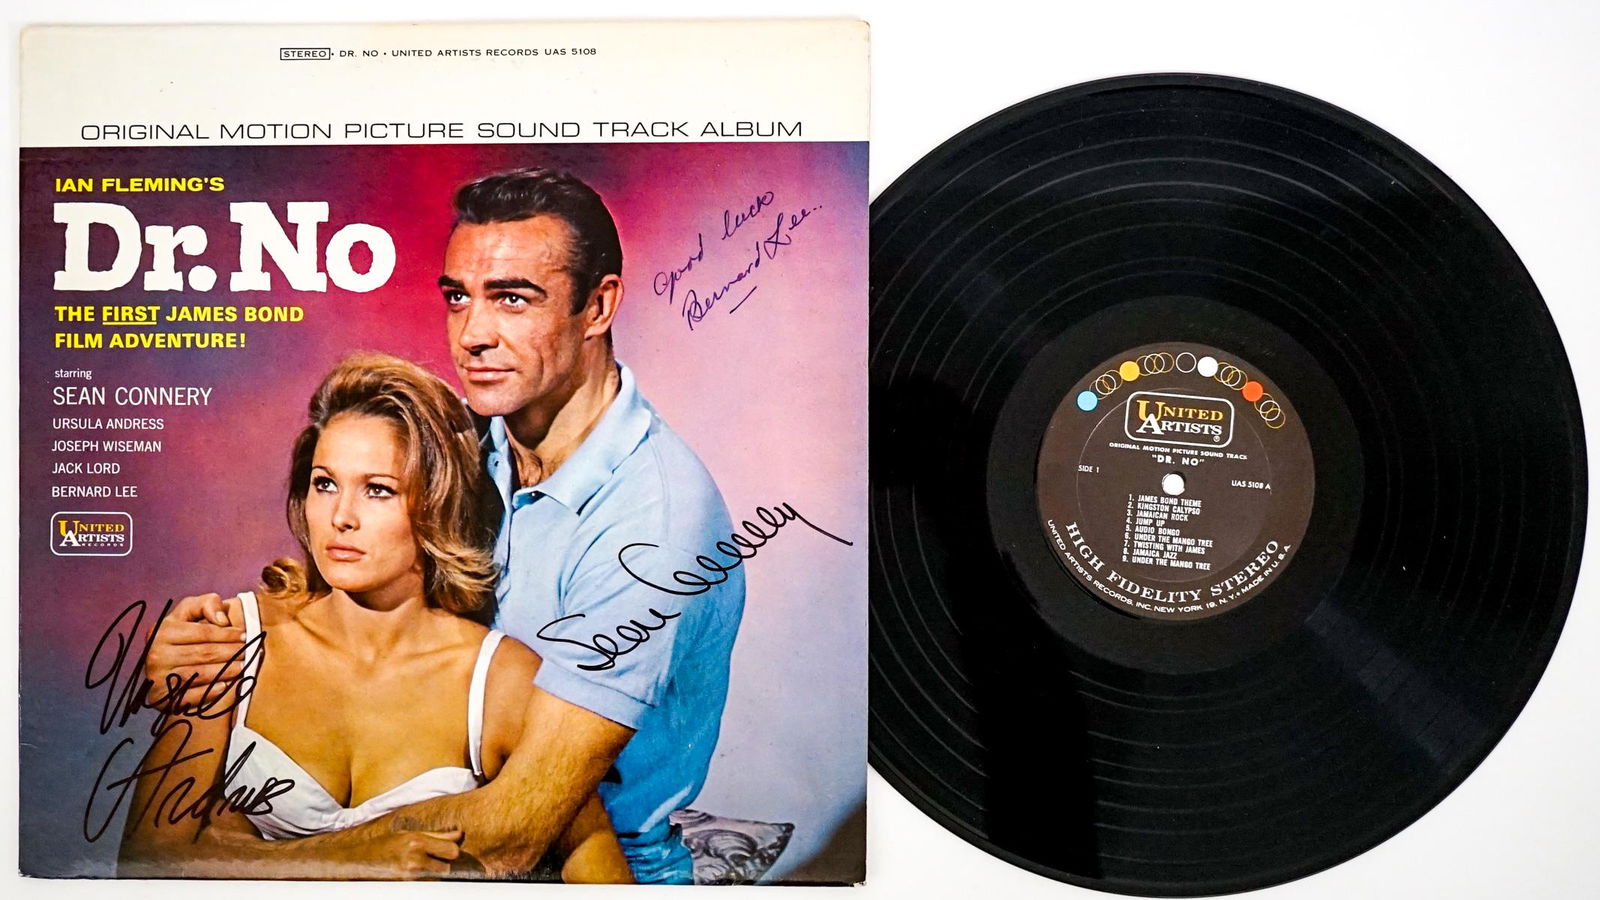 STEREO • DR. NO • UNITED ARTISTS RECORDS UAS 5108
ORIGINAL MOTION PICTURE SOUND TRACK ALBUM
IAN FLEMING'S
Dr. No
THE FIRST JAMES BOND
FILM ADVENTURE!
starring
SEAN CONNERY
URSULA ANDRESS
JOSEPH WISEMAN
JACK LORD
BERNARD LEE
UNITED
ARTISTS
RECORDS
Good luck
Bernard Lee..
Sean Connery
Ursula
Andress
UNITED
ARTISTS
®
ORIGINAL MOTION PICTURE SOUND TRACK
"DR. NO"
SIDE 1
UAS 5108 A
1. JAMES BOND THEME
2. KINGSTON CALYPSO
3. JAMAICAN ROCK
4. JUMP UP
5. AUDIO BONGO
6. UNDER THE MANGO TREE
7. TWISTING WITH JAMES
8. JAMAICA JAZZ
9. UNDER THE MANGO TREE
HIGH FIDELITY STEREO
UNITED ARTISTS RECORDS, INC. NEW YORK 19, N. Y. • MADE IN U.S.A.